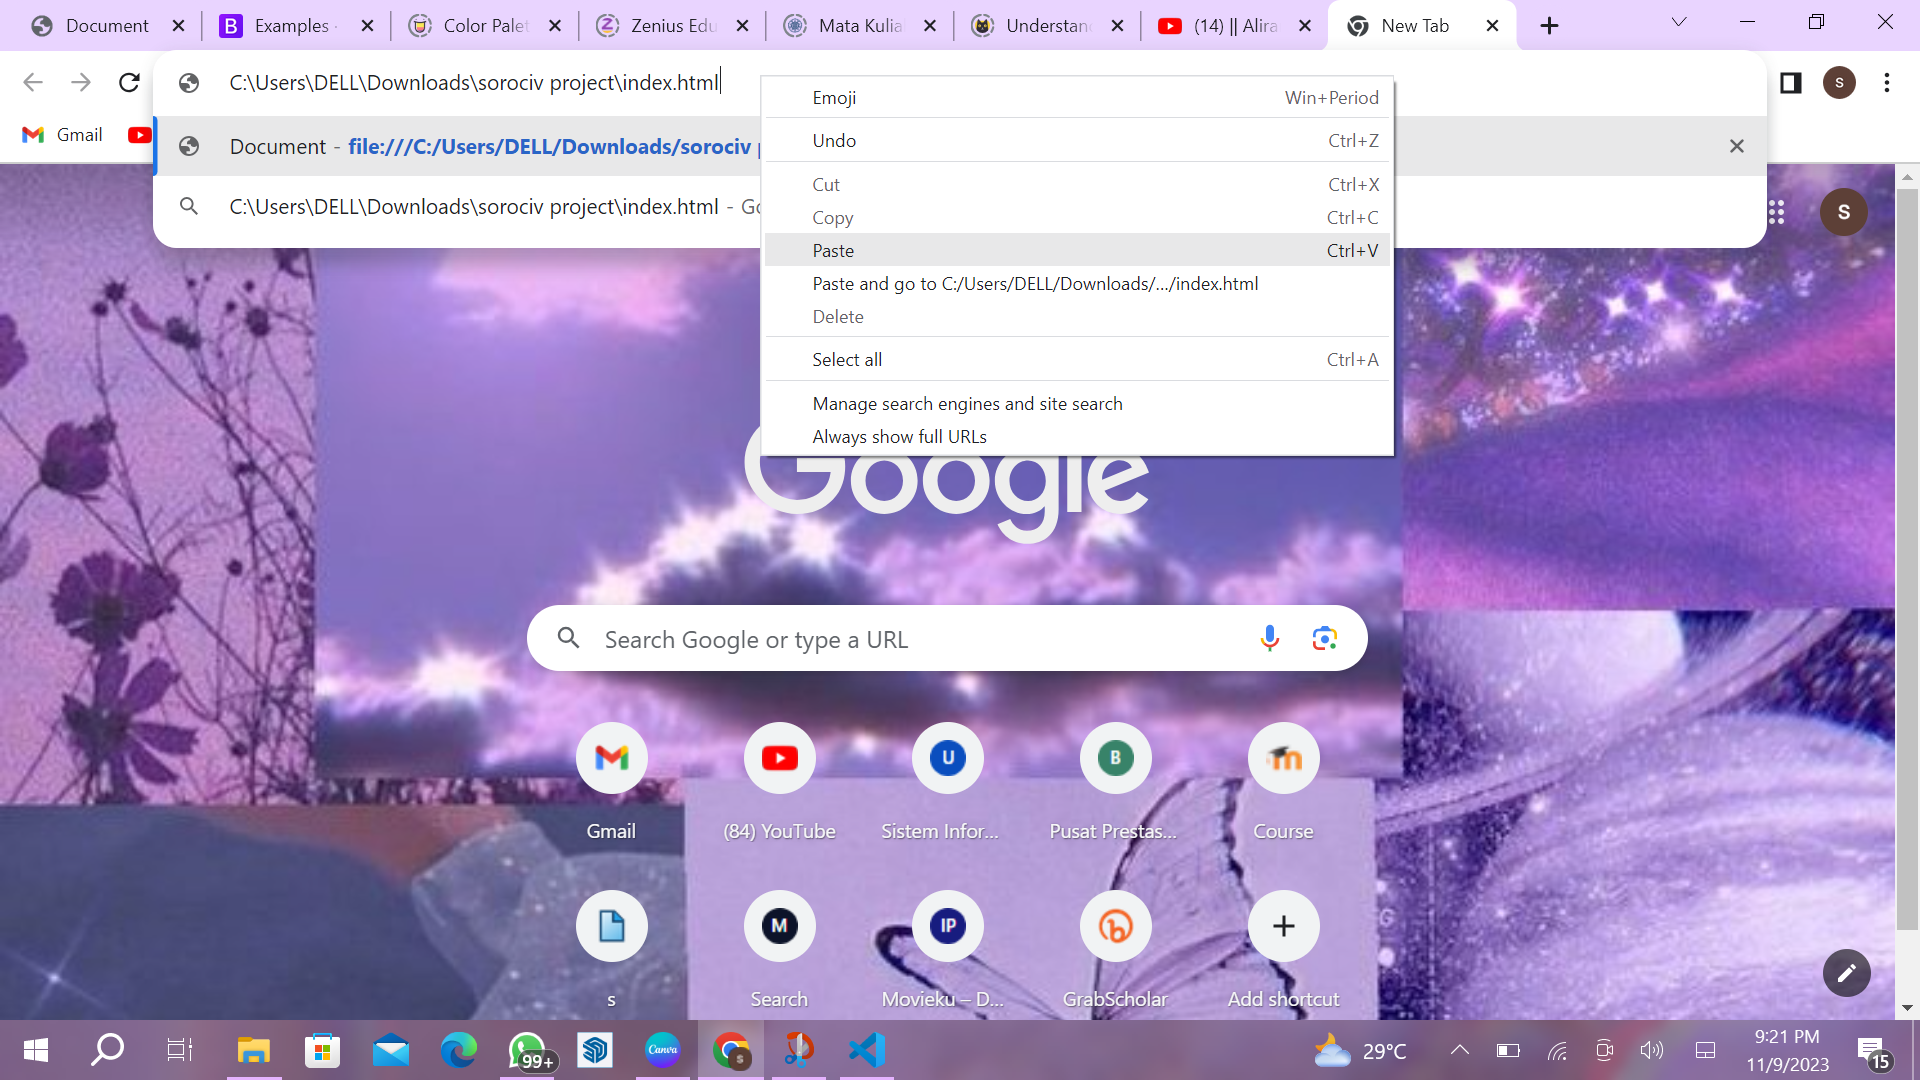 Document
Examples ·
Color Palet
Zenius Edu
Mata Kulia
Understan
(14) || Alira
New Tab
C:\Users\DELL\Downloads\sorociv project\index.html
S
Gmail
Document - file:///C:/Users/DELL/Downloads/sorociv
C:\Users\DELL\Downloads\sorociv project\index.html - Go
S
Emoji Win+Period
Undo Ctrl+Z
Cut Ctrl+X
Copy Ctrl+C
Paste Ctrl+V
Paste and go to C:/Users/DELL/Downloads/.../index.html
Delete
Select all Ctrl+A
Manage search engines and site search
Always show full URLs
Google
Search Google or type a URL
U
B
Gmail
(84) YouTube
Sistem Infor...
Pusat Prestas...
Course
M
IP
s
Search
Movieku – D...
GrabScholar
Add shortcut
99+
Canva
S
29°C
9:21 PM
11/9/2023
15